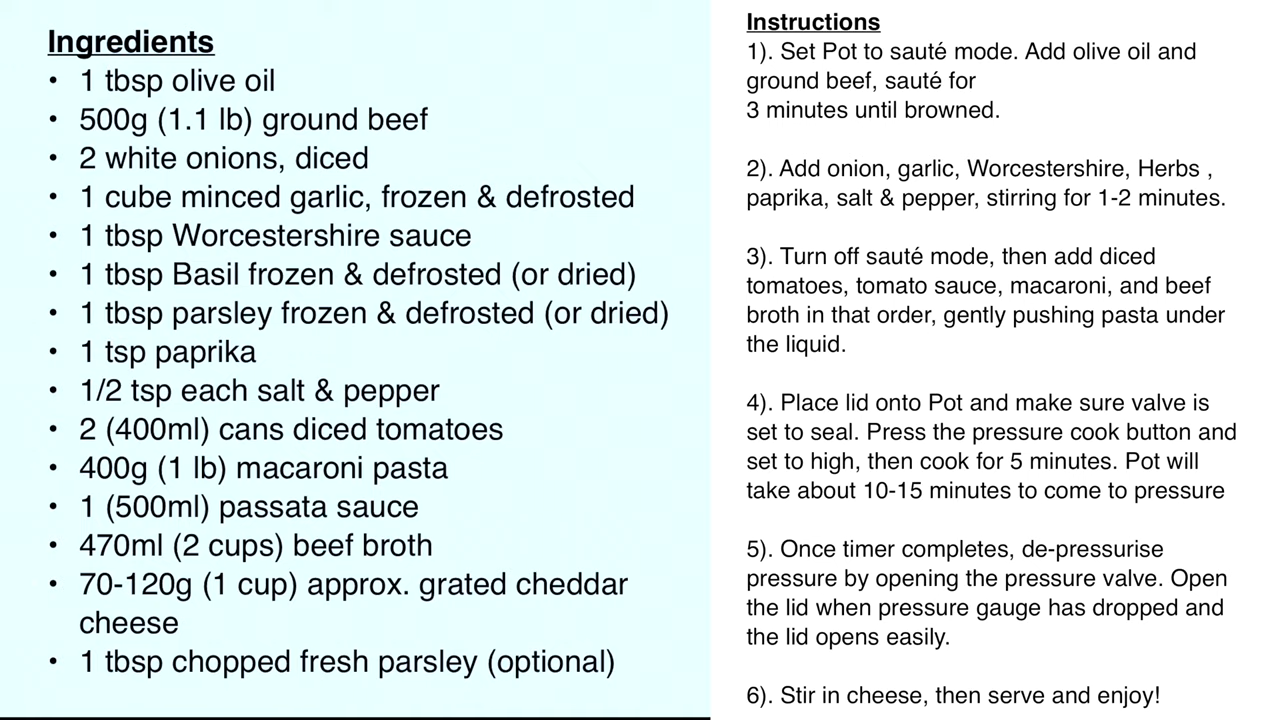 Ingredients
• 1 tbsp olive oil
• 500g (1.1 lb) ground beef
• 2 white onions, diced
• 1 cube minced garlic, frozen & defrosted
• 1 tbsp Worcestershire sauce
• 1 tbsp Basil frozen & defrosted (or dried)
• 1 tbsp parsley frozen & defrosted (or dried)
• 1 tsp paprika
• 1/2 tsp each salt & pepper
• 2 (400ml) cans diced tomatoes
• 400g (1 lb) macaroni pasta
• 1 (500ml) passata sauce
• 470ml (2 cups) beef broth
• 70-120g (1 cup) approx. grated cheddar
cheese
• 1 tbsp chopped fresh parsley (optional)
Instructions
1). Set Pot to sauté mode. Add olive oil and
ground beef, sauté for
3 minutes until browned.
2). Add onion, garlic, Worcestershire, Herbs ,
paprika, salt & pepper, stirring for 1-2 minutes.
3). Turn off sauté mode, then add diced
tomatoes, tomato sauce, macaroni, and beef
broth in that order, gently pushing pasta under
the liquid.
4). Place lid onto Pot and make sure valve is
set to seal. Press the pressure cook button and
set to high, then cook for 5 minutes. Pot will
take about 10-15 minutes to come to pressure
5). Once timer completes, de-pressurise
pressure by opening the pressure valve. Open
the lid when pressure gauge has dropped and
the lid opens easily.
6). Stir in cheese, then serve and enjoy!